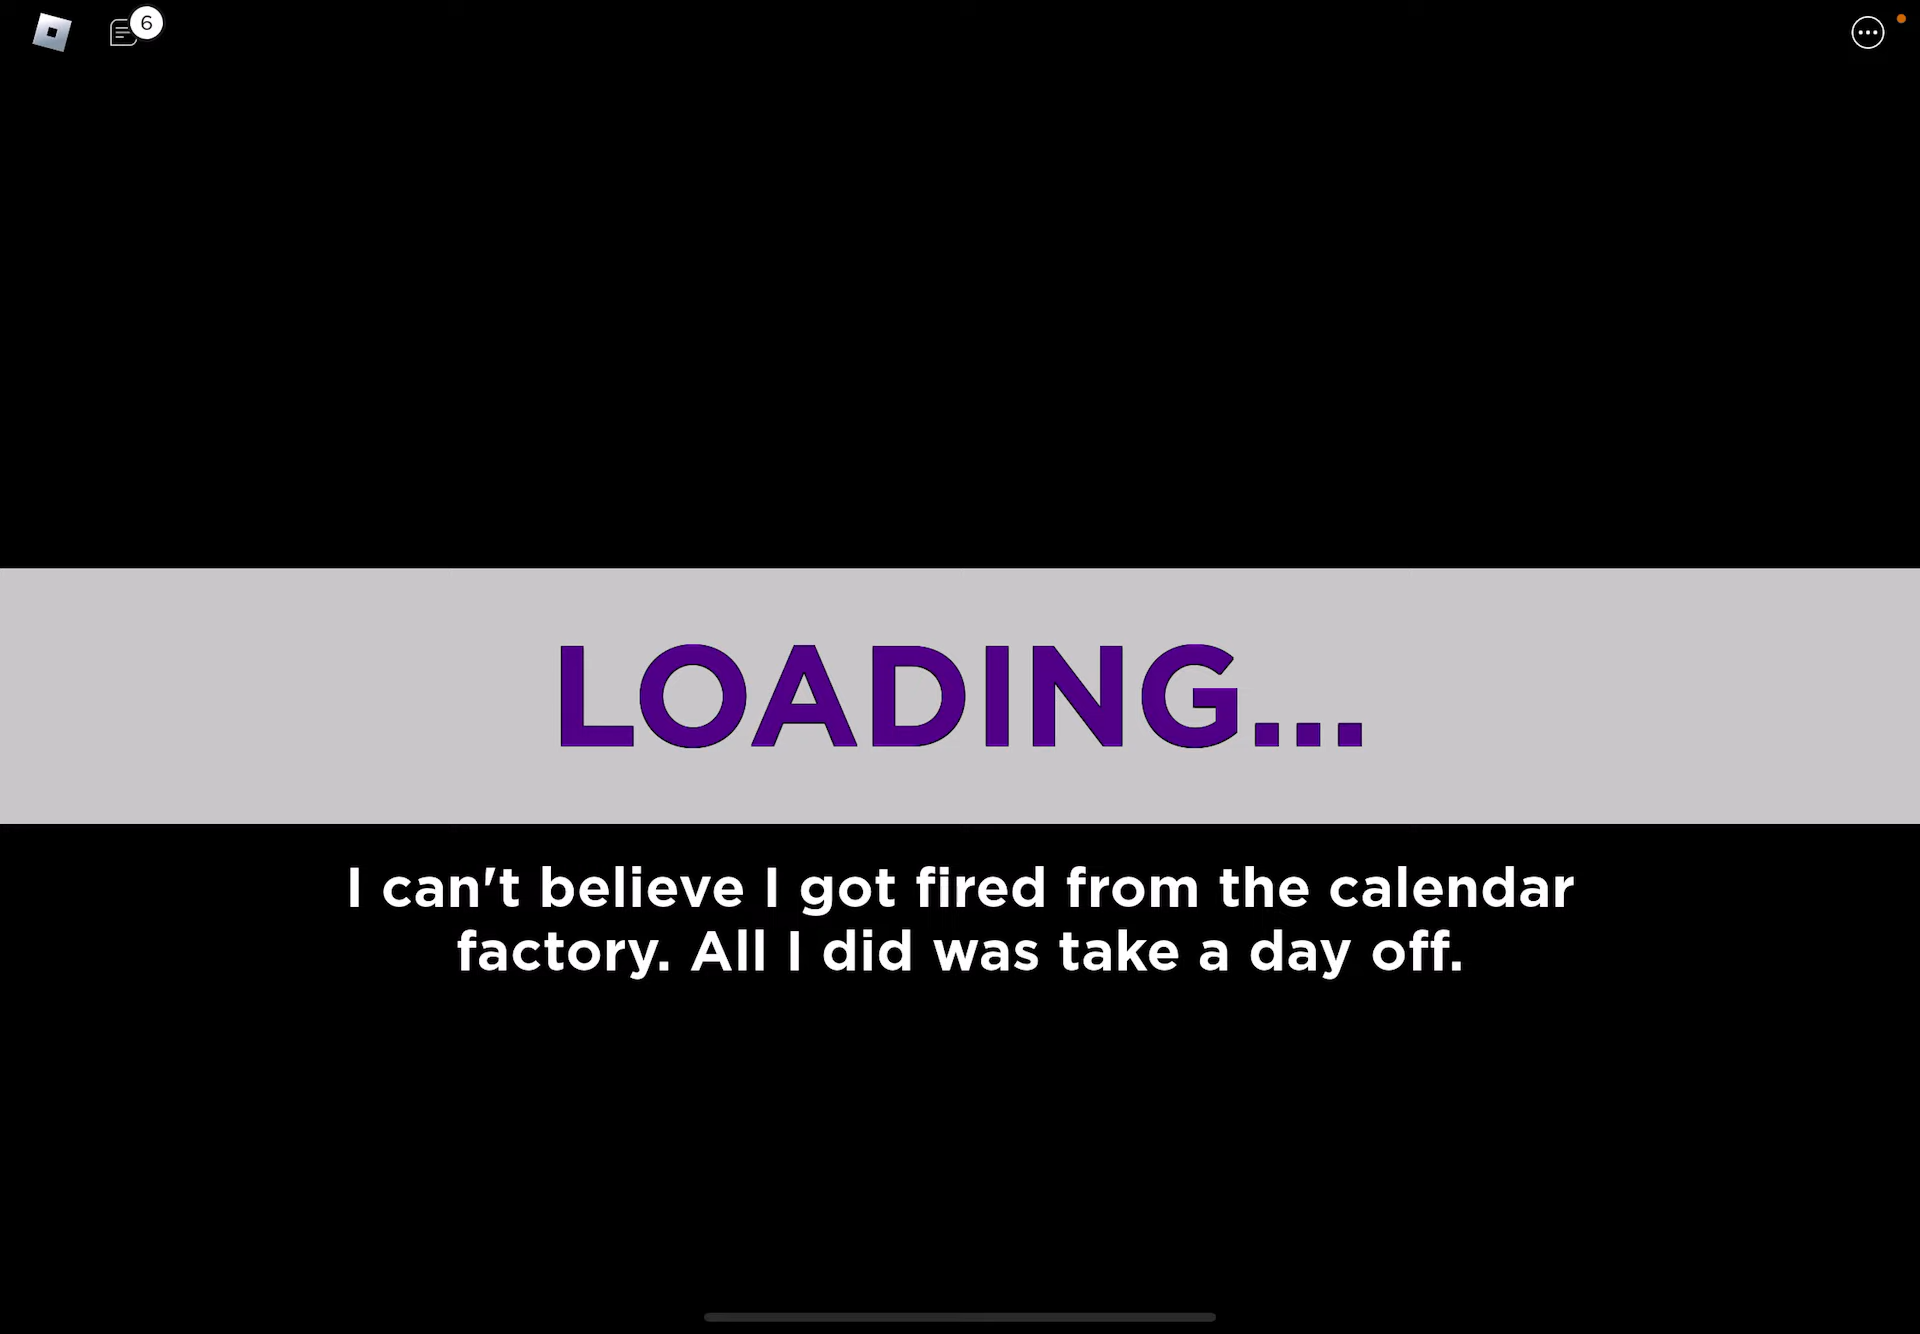 6
LOADING...
I can't believe I got fired from the calendar
factory. All I did was take a day off.